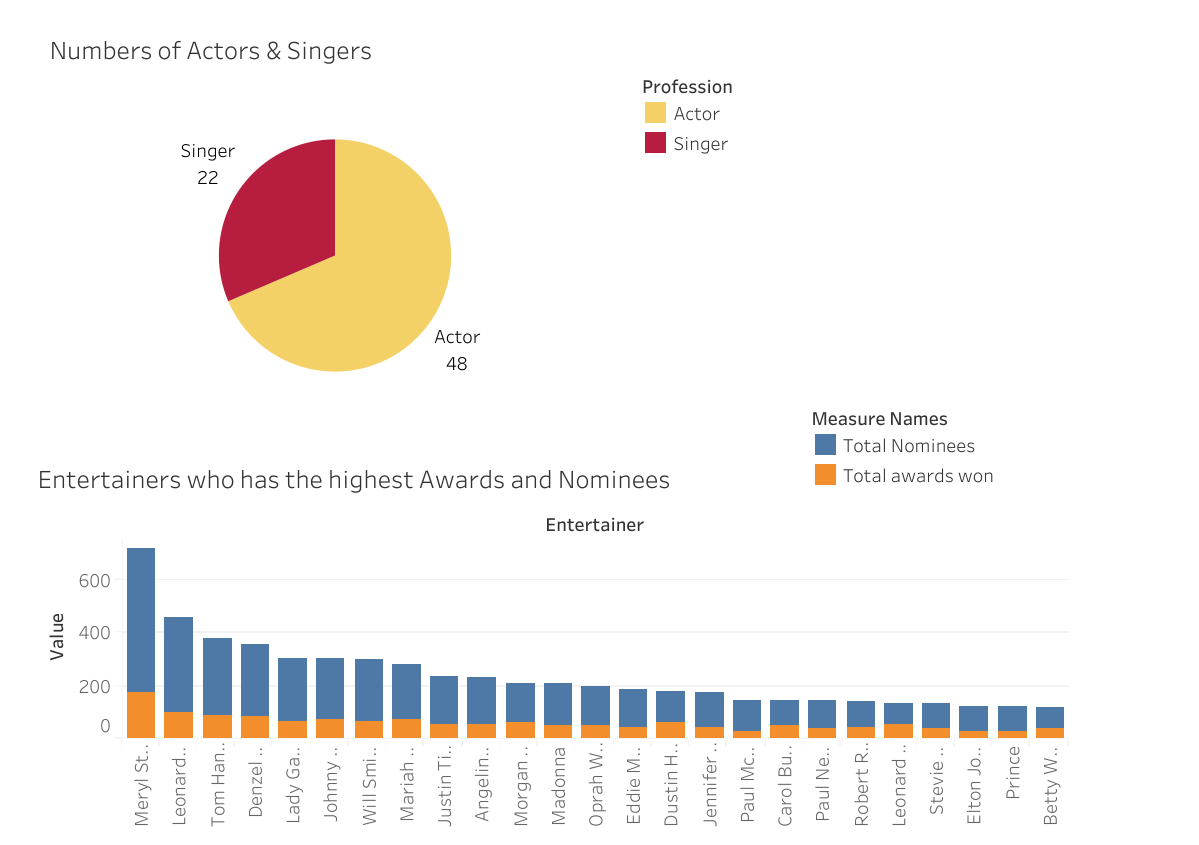 Numbers of Actors & Singers
Profession
Actor
Singer
Singer
22
Actor
48
Measure Names
Total Nominees
Total awards won
Entertainers who has the highest Awards and Nominees
Entertainer
Value
600
400
200
0
Meryl St..
Leonard..
Tom Han..
Denzel ..
Lady Ga..
Johnny ..
Will Smi..
Mariah ..
Justin Ti..
Angelin..
Morgan ..
Madonna
Oprah W..
Eddie M..
Dustin H..
Jennifer ..
Paul Mc..
Carol Bu..
Paul Ne..
Robert R..
Leonard ..
Stevie ..
Elton Jo..
Prince
Betty W..